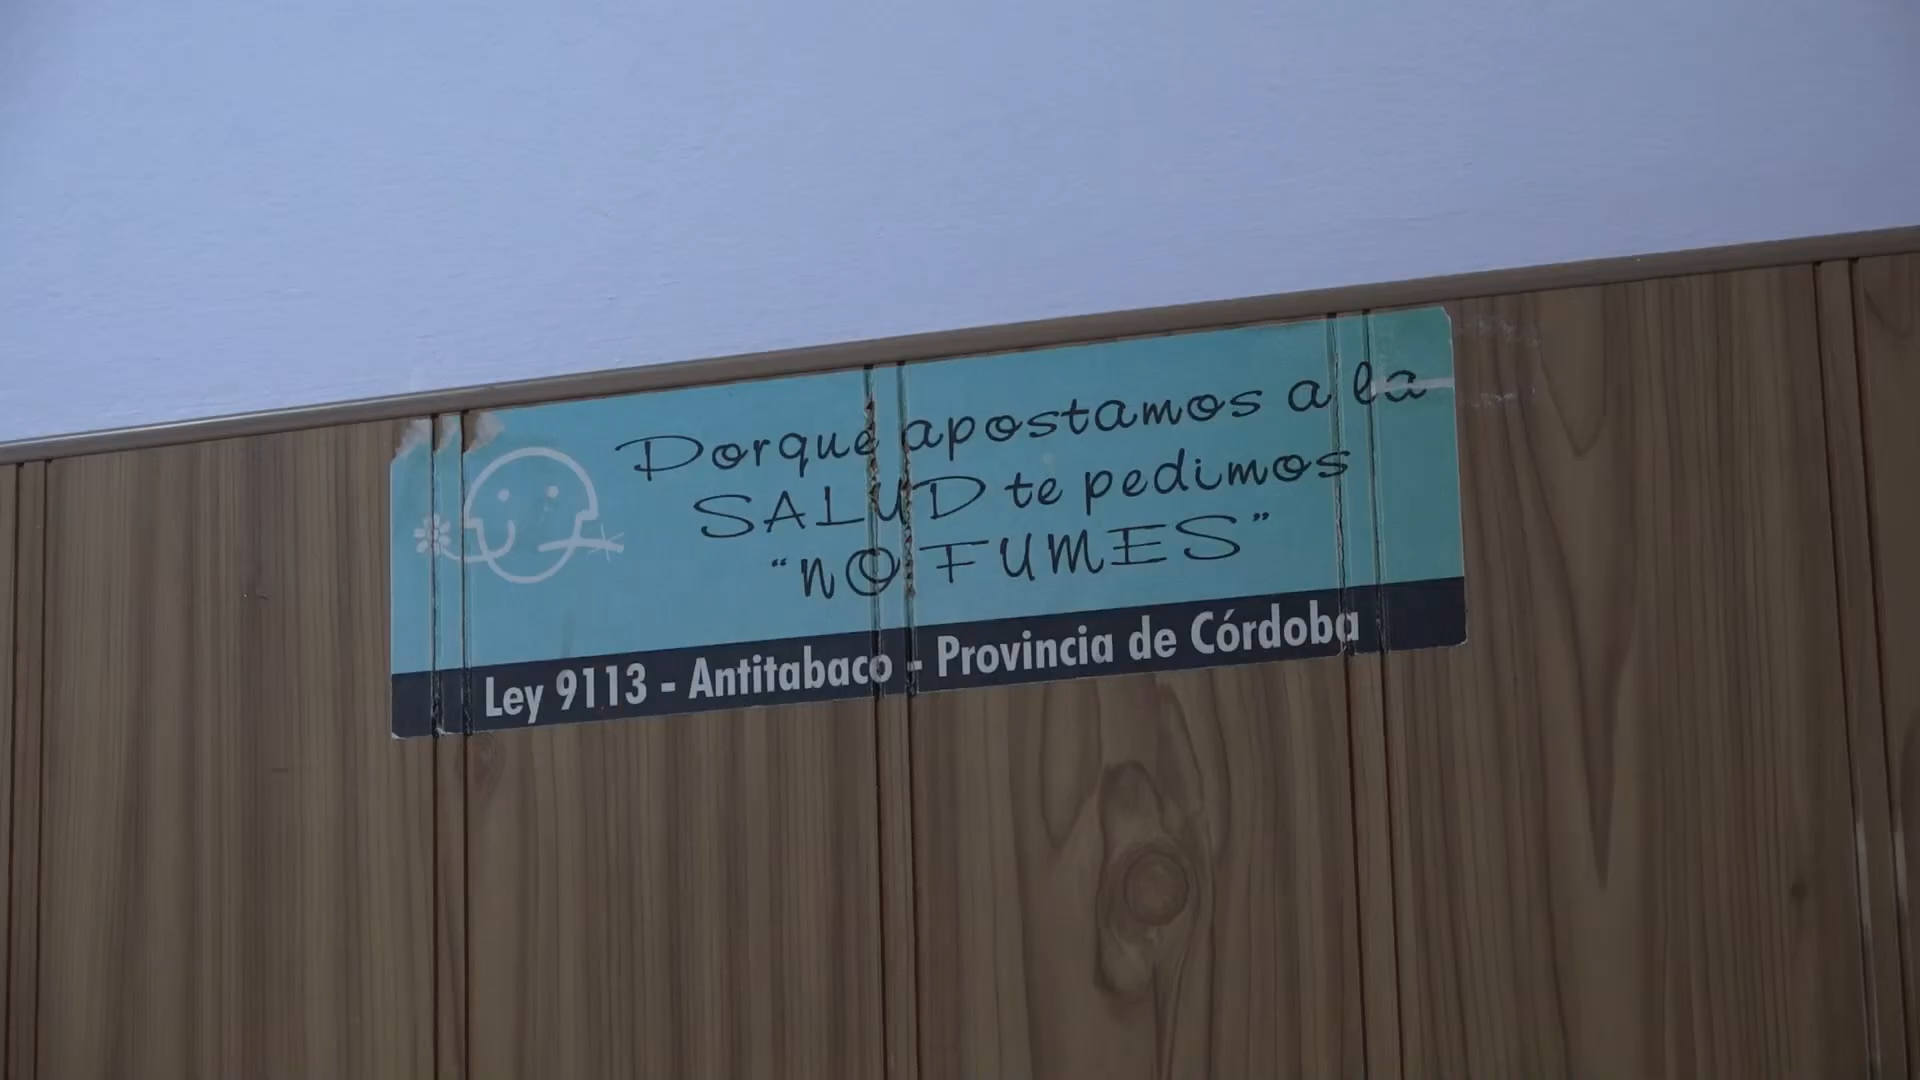 Porque apostamos a la
SALUD te pedimos
"NO FUMES"
Ley 9113 - Antitabaco - Provincia de Córdoba